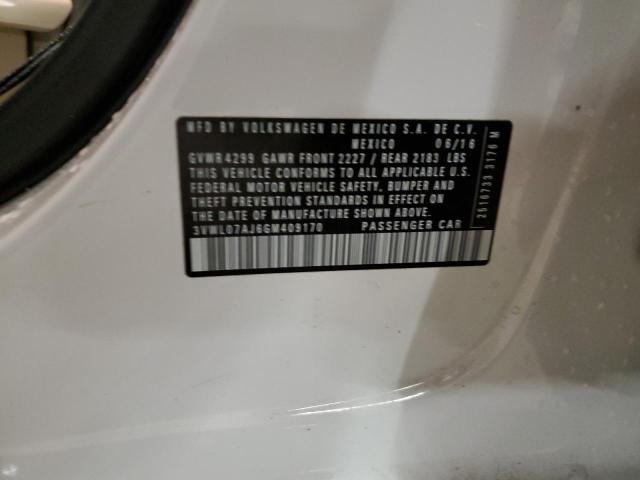 MFD BY VOLKSWAGEN DE MEXICO S.A. DE C.V.
MEXICO 06/16
GVWR 4299 GAWR FRONT 2227 / REAR 2183 LBS
THIS VEHICLE CONFORMS TO ALL APPLICABLE U.S.
FEDERAL MOTOR VEHICLE SAFETY, BUMPER AND
THEFT PREVENTION STANDARDS IN EFFECT ON
DATE OF MANUFACTURE SHOWN ABOVE.
3VWL07AJ6GM409170 PASSENGER CAR
2516733 3176 M